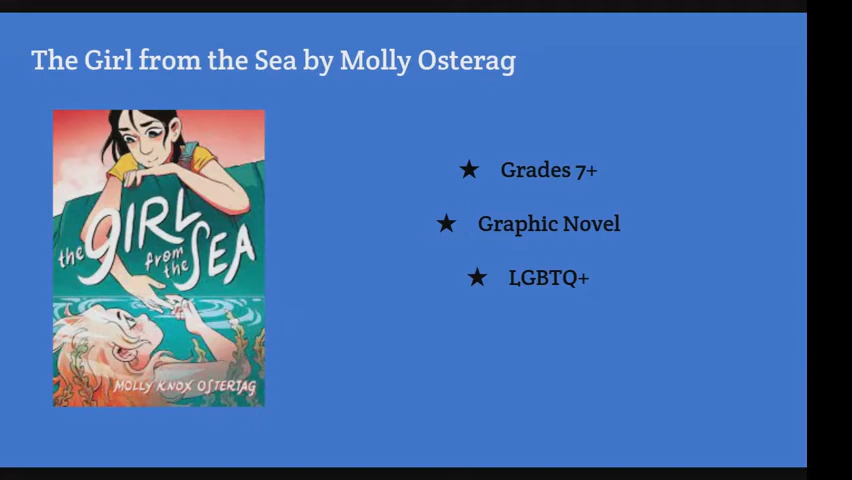 The Girl from the Sea by Molly Osterag
the GIRL
from
the SEA
MOLLY KNOX OSTERTAG
★ Grades 7+
★ Graphic Novel
★ LGBTQ+